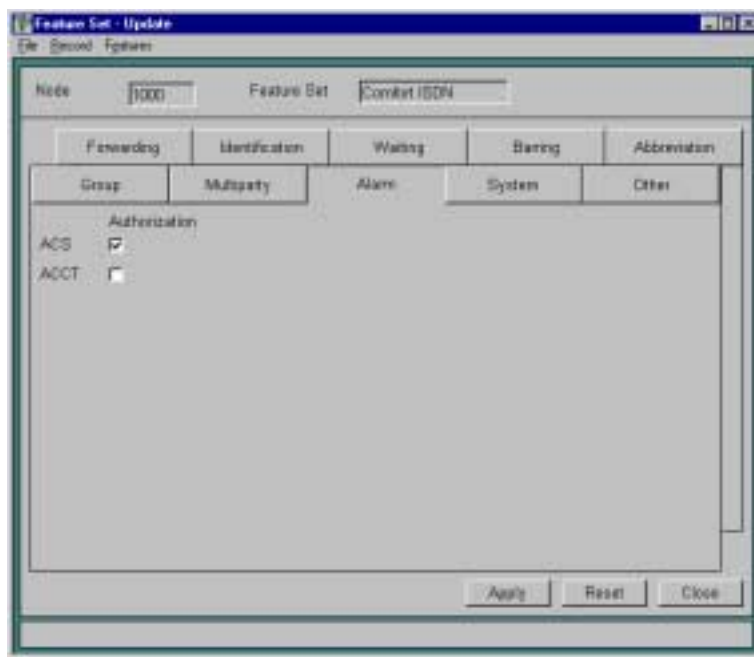 Feature Set - Update
File Record Features
Node 1000 Feature Set Comfort ISDN
Forwarding Identification Waiting Barring Abbreviation
Group Multiparty Alarm System Other
Authorization
ACS
ACCT
Apply Reset Close